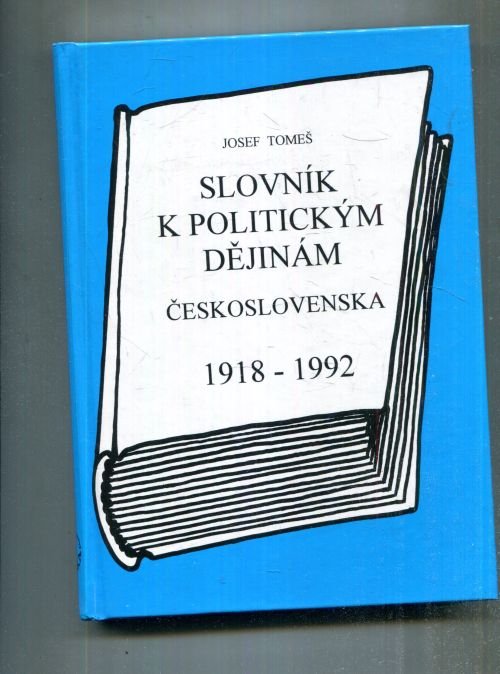 JOSEF TOMEŠ
SLOVNÍK
K POLITICKÝM
DĚJINÁM
ČESKOSLOVENSKA
1918 - 1992